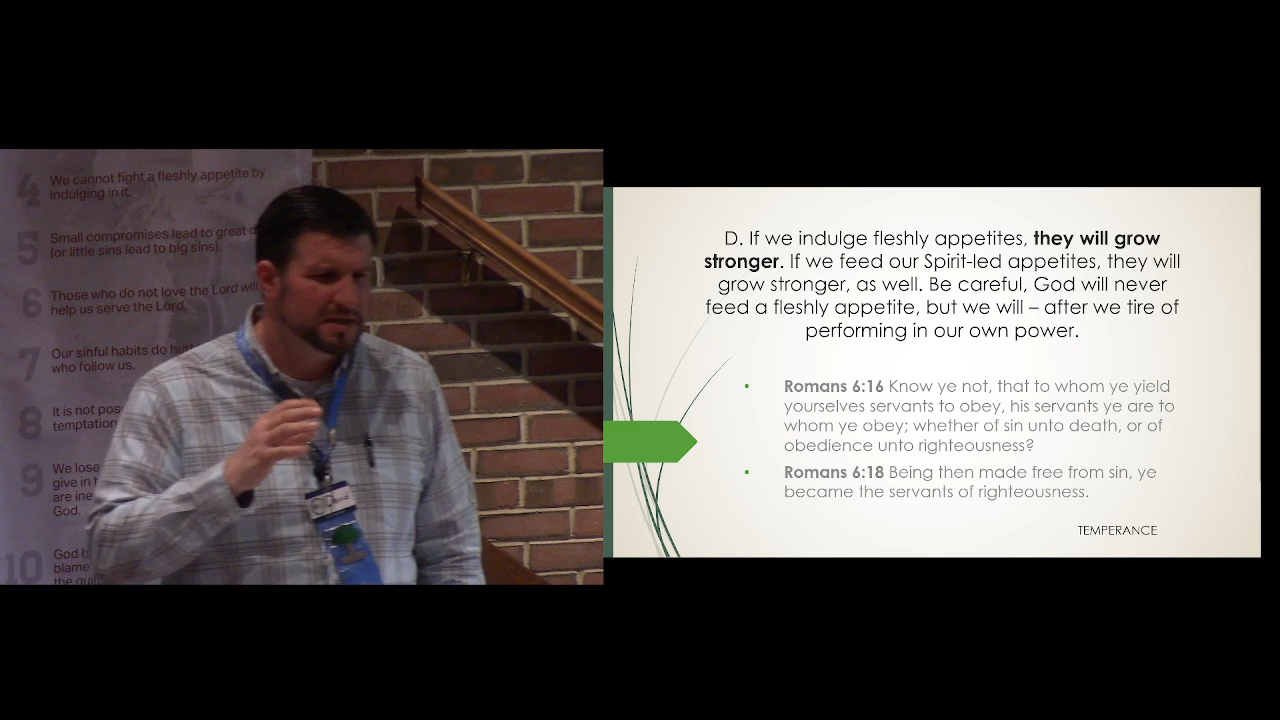 4
We cannot fight a fleshly appetite by
indulging in it.
5
Small compromises lead to great
(or little sins lead to big sins).
6
Those who do not love the Lord will
help us serve the Lord.
7
Our sinful habits do
who follow us.
8
It is not
temptation
9
We lose
give in
are
God.
10
God
blame
the
D. If we indulge fleshly appetites, they will grow
stronger. If we feed our Spirit-led appetites, they will
grow stronger, as well. Be careful, God will never
feed a fleshly appetite, but we will – after we tire of
performing in our own power.
• Romans 6:16 Know ye not, that to whom ye yield
yourselves servants to obey, his servants ye are to
whom ye obey; whether of sin unto death, or of
obedience unto righteousness?
• Romans 6:18 Being then made free from sin, ye
became the servants of righteousness.
TEMPERANCE